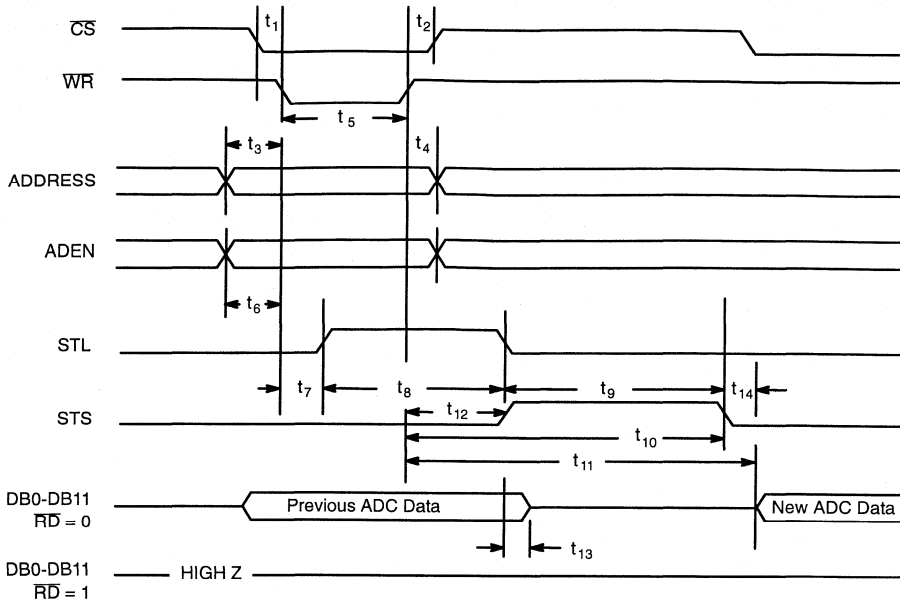 CS
t1
t2
WR
t5
t3
t4
ADDRESS
ADEN
t6
STL
t7
t8
t9
t14
STS
t12
t10
t11
DB0-DB11
RD = 0
Previous ADC Data
New ADC Data
t13
DB0-DB11
RD = 1
HIGH Z